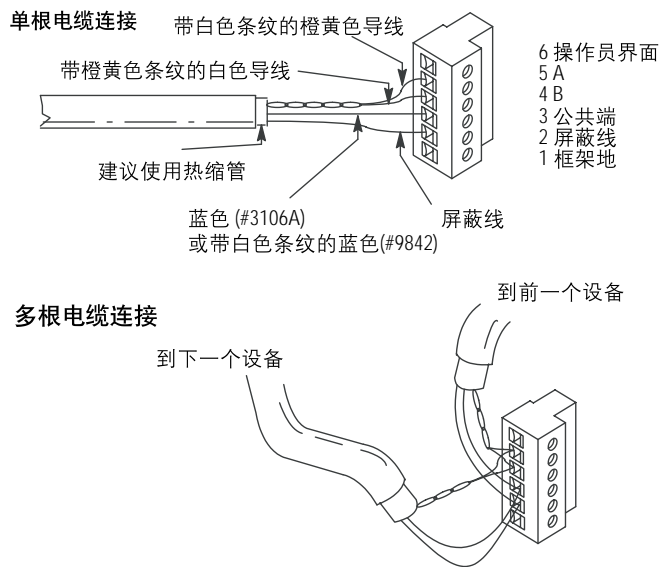 单根电缆连接
带白色条纹的橙黄色导线
带橙黄色条纹的白色导线
6 操作员界面
5 A
4 B
3 公共端
2 屏蔽线
1 框架地
建议使用热缩管
蓝色 (#3106A)
或带白色条纹的蓝色(#9842)
屏蔽线
多根电缆连接
到前一个设备
到下一个设备